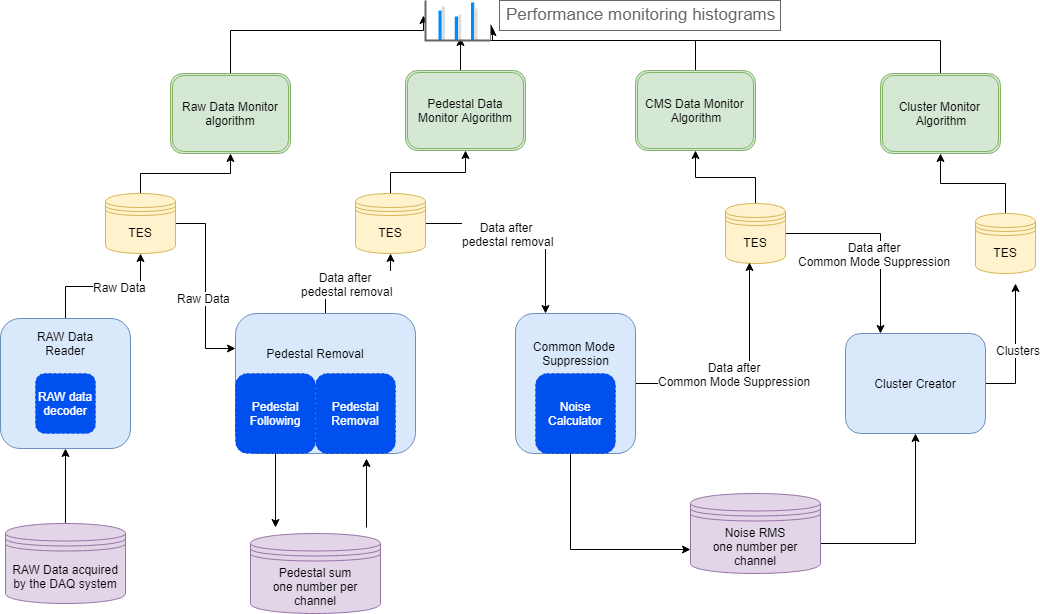 Performance monitoring histograms
Raw Data Monitor
algorithm
Pedestal Data
Monitor Algorithm
CMS Data Monitor
Algorithm
Cluster Monitor
Algorithm
TES
TES
TES
TES
Raw Data
Raw Data
Data after
pedestal removal
Data after
pedestal removal
Data after
Common Mode Suppression
Data after
Common Mode Suppression
Clusters
RAW Data
Reader
RAW data
decoder
Pedestal Removal
Pedestal
Following
Pedestal
Removal
Common Mode
Suppression
Noise
Calculator
Cluster Creator
RAW Data acquired
by the DAQ system
Pedestal sum
one number per
channel
Noise RMS
one number per
channel